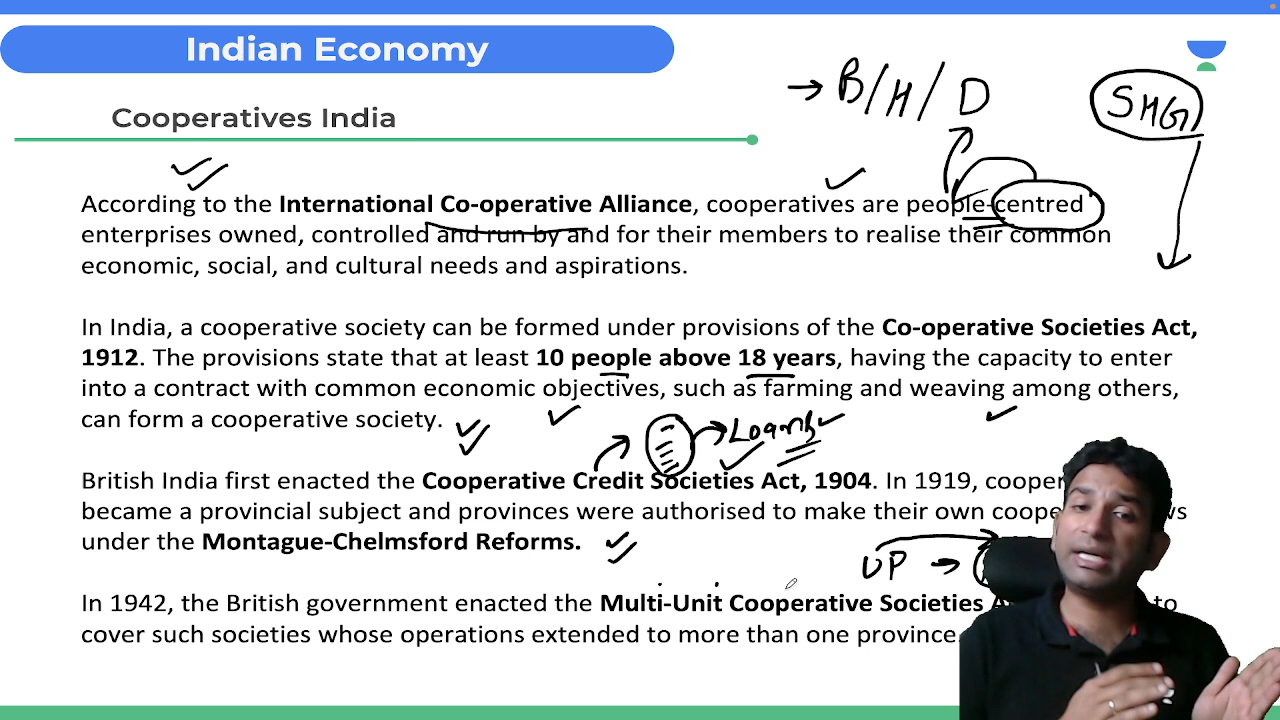 Indian Economy
Cooperatives India
→ B/H/D
SHG
According to the International Co-operative Alliance, cooperatives are people-centred
enterprises owned, controlled and run by and for their members to realise their common
economic, social, and cultural needs and aspirations.
In India, a cooperative society can be formed under provisions of the Co-operative Societies Act,
1912. The provisions state that at least 10 people above 18 years, having the capacity to enter
into a contract with common economic objectives, such as farming and weaving among others,
can form a cooperative society.
British India first enacted the Cooperative Credit Societies Act, 1904. In 1919,
became a provincial subject and provinces were authorised to make their own
under the Montague-Chelmsford Reforms.
UP →
In 1942, the British government enacted the Multi-Unit Cooperative Societies to
cover such societies whose operations extended to more than one province.